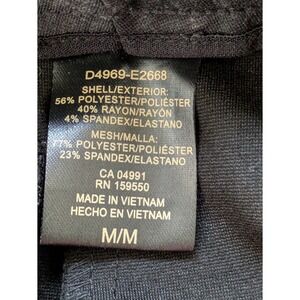 D4969-E2668
SHELL/EXTERIOR:
56% POLYESTER/POLIÉSTER
40% RAYON/RAYÓN
4% SPANDEX/ELASTANO
MESH/MALLA:
77% POLYESTER/POLIÉSTER
23% SPANDEX/ELASTANO
CA 04991
RN 159550
MADE IN VIETNAM
HECHO EN VIETNAM
M/M